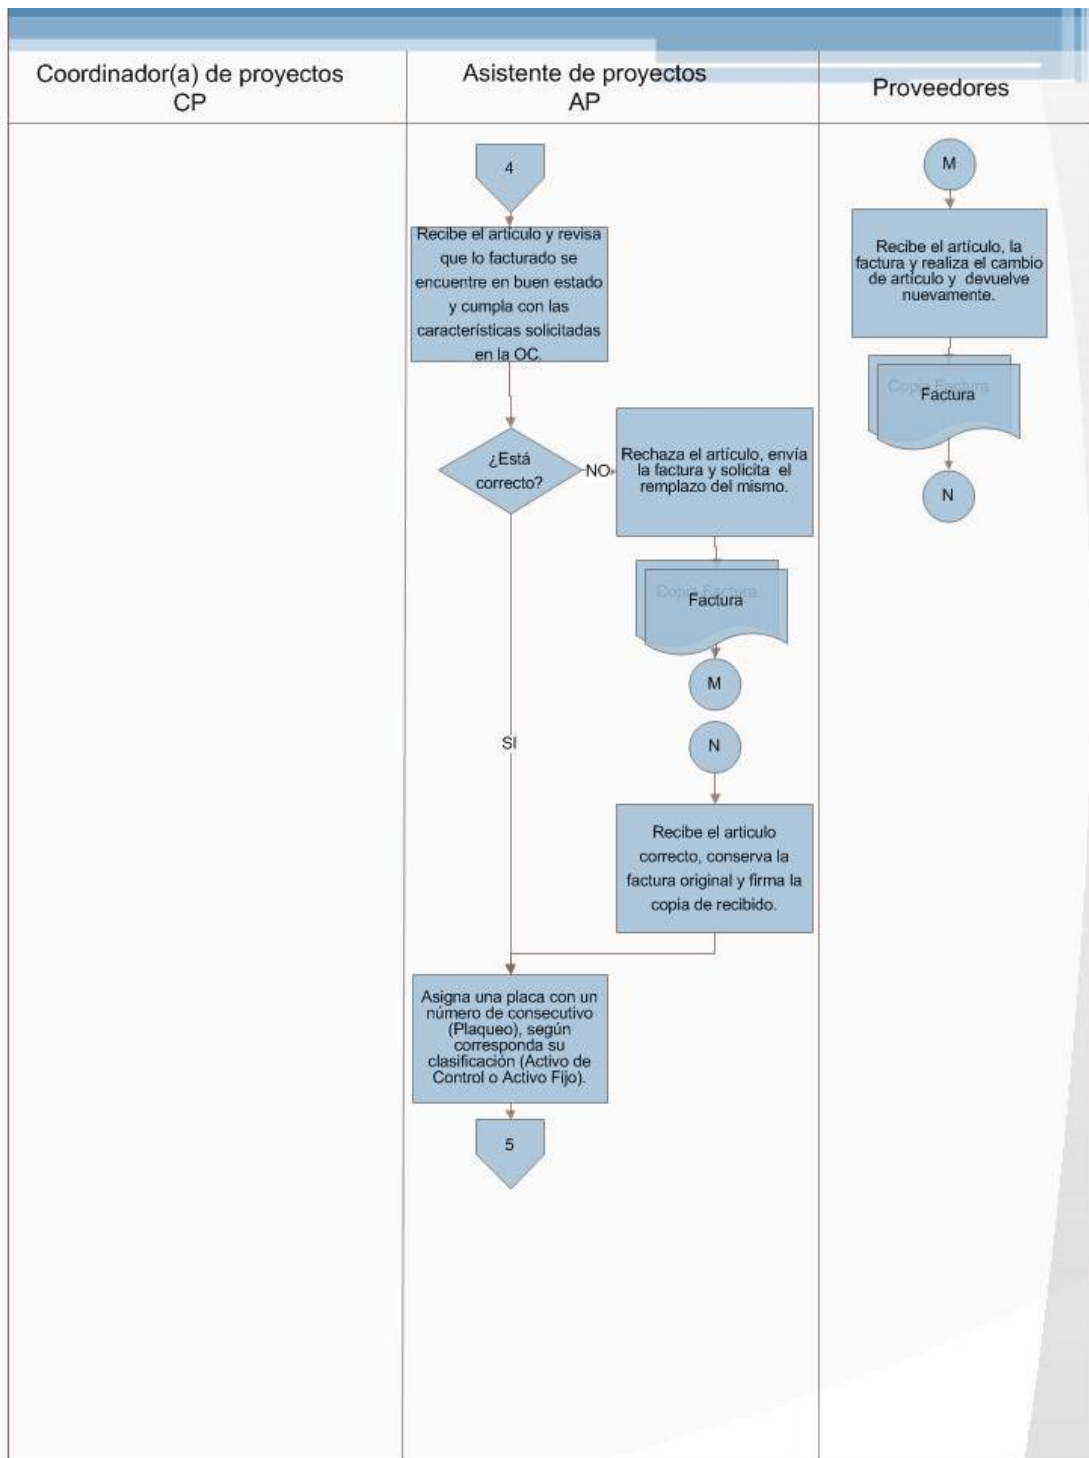 Coordinador(a) de proyectos
CP
Asistente de proyectos
AP
Proveedores
4
Recibe el artículo y revisa
que lo facturado se
encuentre en buen estado
y cumpla con las
características solicitadas
en la OC.
¿Está
correcto?
NO
Rechaza el artículo, envía
la factura y solicita el
remplazo del mismo.
Copia Factura
Factura
M
N
SI
Recibe el articulo
correcto, conserva la
factura original y firma la
copia de recibido.
Asigna una placa con un
número de consecutivo
(Plaqueo), según
corresponda su
clasificación (Activo de
Control o Activo Fijo).
5
M
Recibe el artículo, la
factura y realiza el cambio
de artículo y devuelve
nuevamente.
Copia Factura
Factura
N